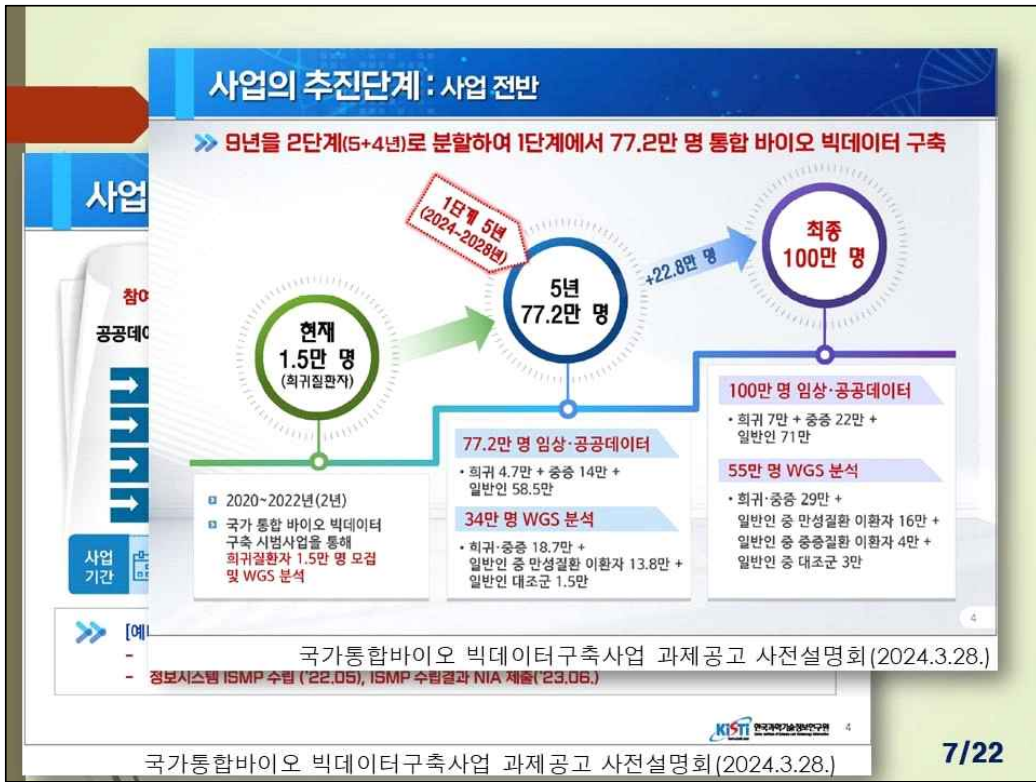 사업의 추진단계 : 사업 전반
9년을 2단계(5+4년)로 분할하여 1단계에서 77.2만 명 통합 바이오 빅데이터 구축
1단계 5년
(2024~2028년)
현재
1.5만 명
(희귀질환자)
5년
77.2만 명
+22.8만 명
최종
100만 명
2020~2022년(2년)
국가 통합 바이오 빅데이터
구축 시범사업을 통해
희귀질환자 1.5만 명 모집
및 WGS 분석
77.2만 명 임상·공공데이터
• 희귀 4.7만 + 중증 14만 +
일반인 58.5만
34만 명 WGS 분석
• 희귀·중증 18.7만 +
일반인 중 만성질환 이환자 13.8만 +
일반인 대조군 1.5만
100만 명 임상·공공데이터
• 희귀 7만 + 중증 22만 +
일반인 71만
55만 명 WGS 분석
• 희귀·중증 29만 +
일반인 중 만성질환 이환자 16만 +
일반인 중 중증질환 이환자 4만 +
일반인 중 대조군 3만
4
국가통합바이오 빅데이터구축사업 과제공고 사전설명회(2024.3.28.)
사업
참여
공공데이
사업
기간
[예
- 정보시스템 ISMP 수립 ('22.05), ISMP 수립결과 NIA 제출('23.06.)
KiSTi 한국과학기술정보연구원
4
국가통합바이오 빅데이터구축사업 과제공고 사전설명회(2024.3.28.)
7/22